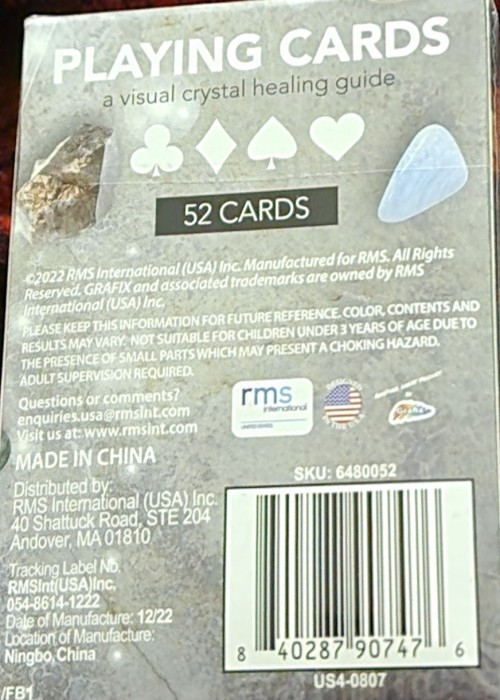 PLAYING CARDS
a visual crystal healing guide
52 CARDS
©2022 RMS International (USA) Inc. Manufactured for RMS. All Rights
Reserved. GRAFIX and associated trademarks are owned by RMS
International (USA) Inc.
PLEASE KEEP THIS INFORMATION FOR FUTURE REFERENCE. COLOR, CONTENTS AND
RESULTS MAY VARY. NOT SUITABLE FOR CHILDREN UNDER 3 YEARS OF AGE DUE TO
THE PRESENCE OF SMALL PARTS WHICH MAY PRESENT A CHOKING HAZARD.
ADULT SUPERVISION REQUIRED.
Questions or comments?
enquiries.usa@rmsint.com
Visit us at: www.rmsint.com
rms
international
UNITED STATES
DESIGNED
IN THE U.S.A.
Grafix
MADE IN CHINA
Distributed by:
RMS International (USA) Inc.
40 Shattuck Road, STE 204
Andover, MA 01810
Tracking Label No.
RMSInt(USA)Inc.
054-8614-1222
Date of Manufacture: 12/22
Location of Manufacture:
Ningbo, China
/FB1
SKU: 6480052
8 40287 90747 6
US4-0807